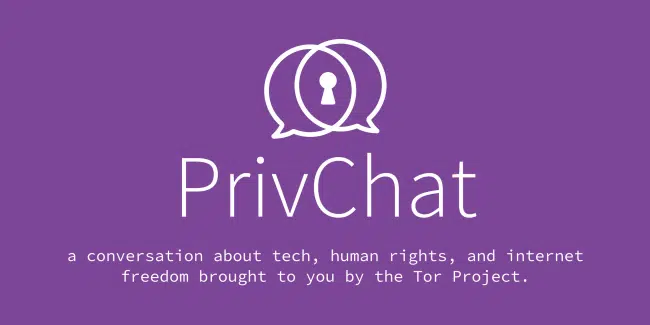 PrivChat
a conversation about tech, human rights, and internet
freedom brought to you by the Tor Project.